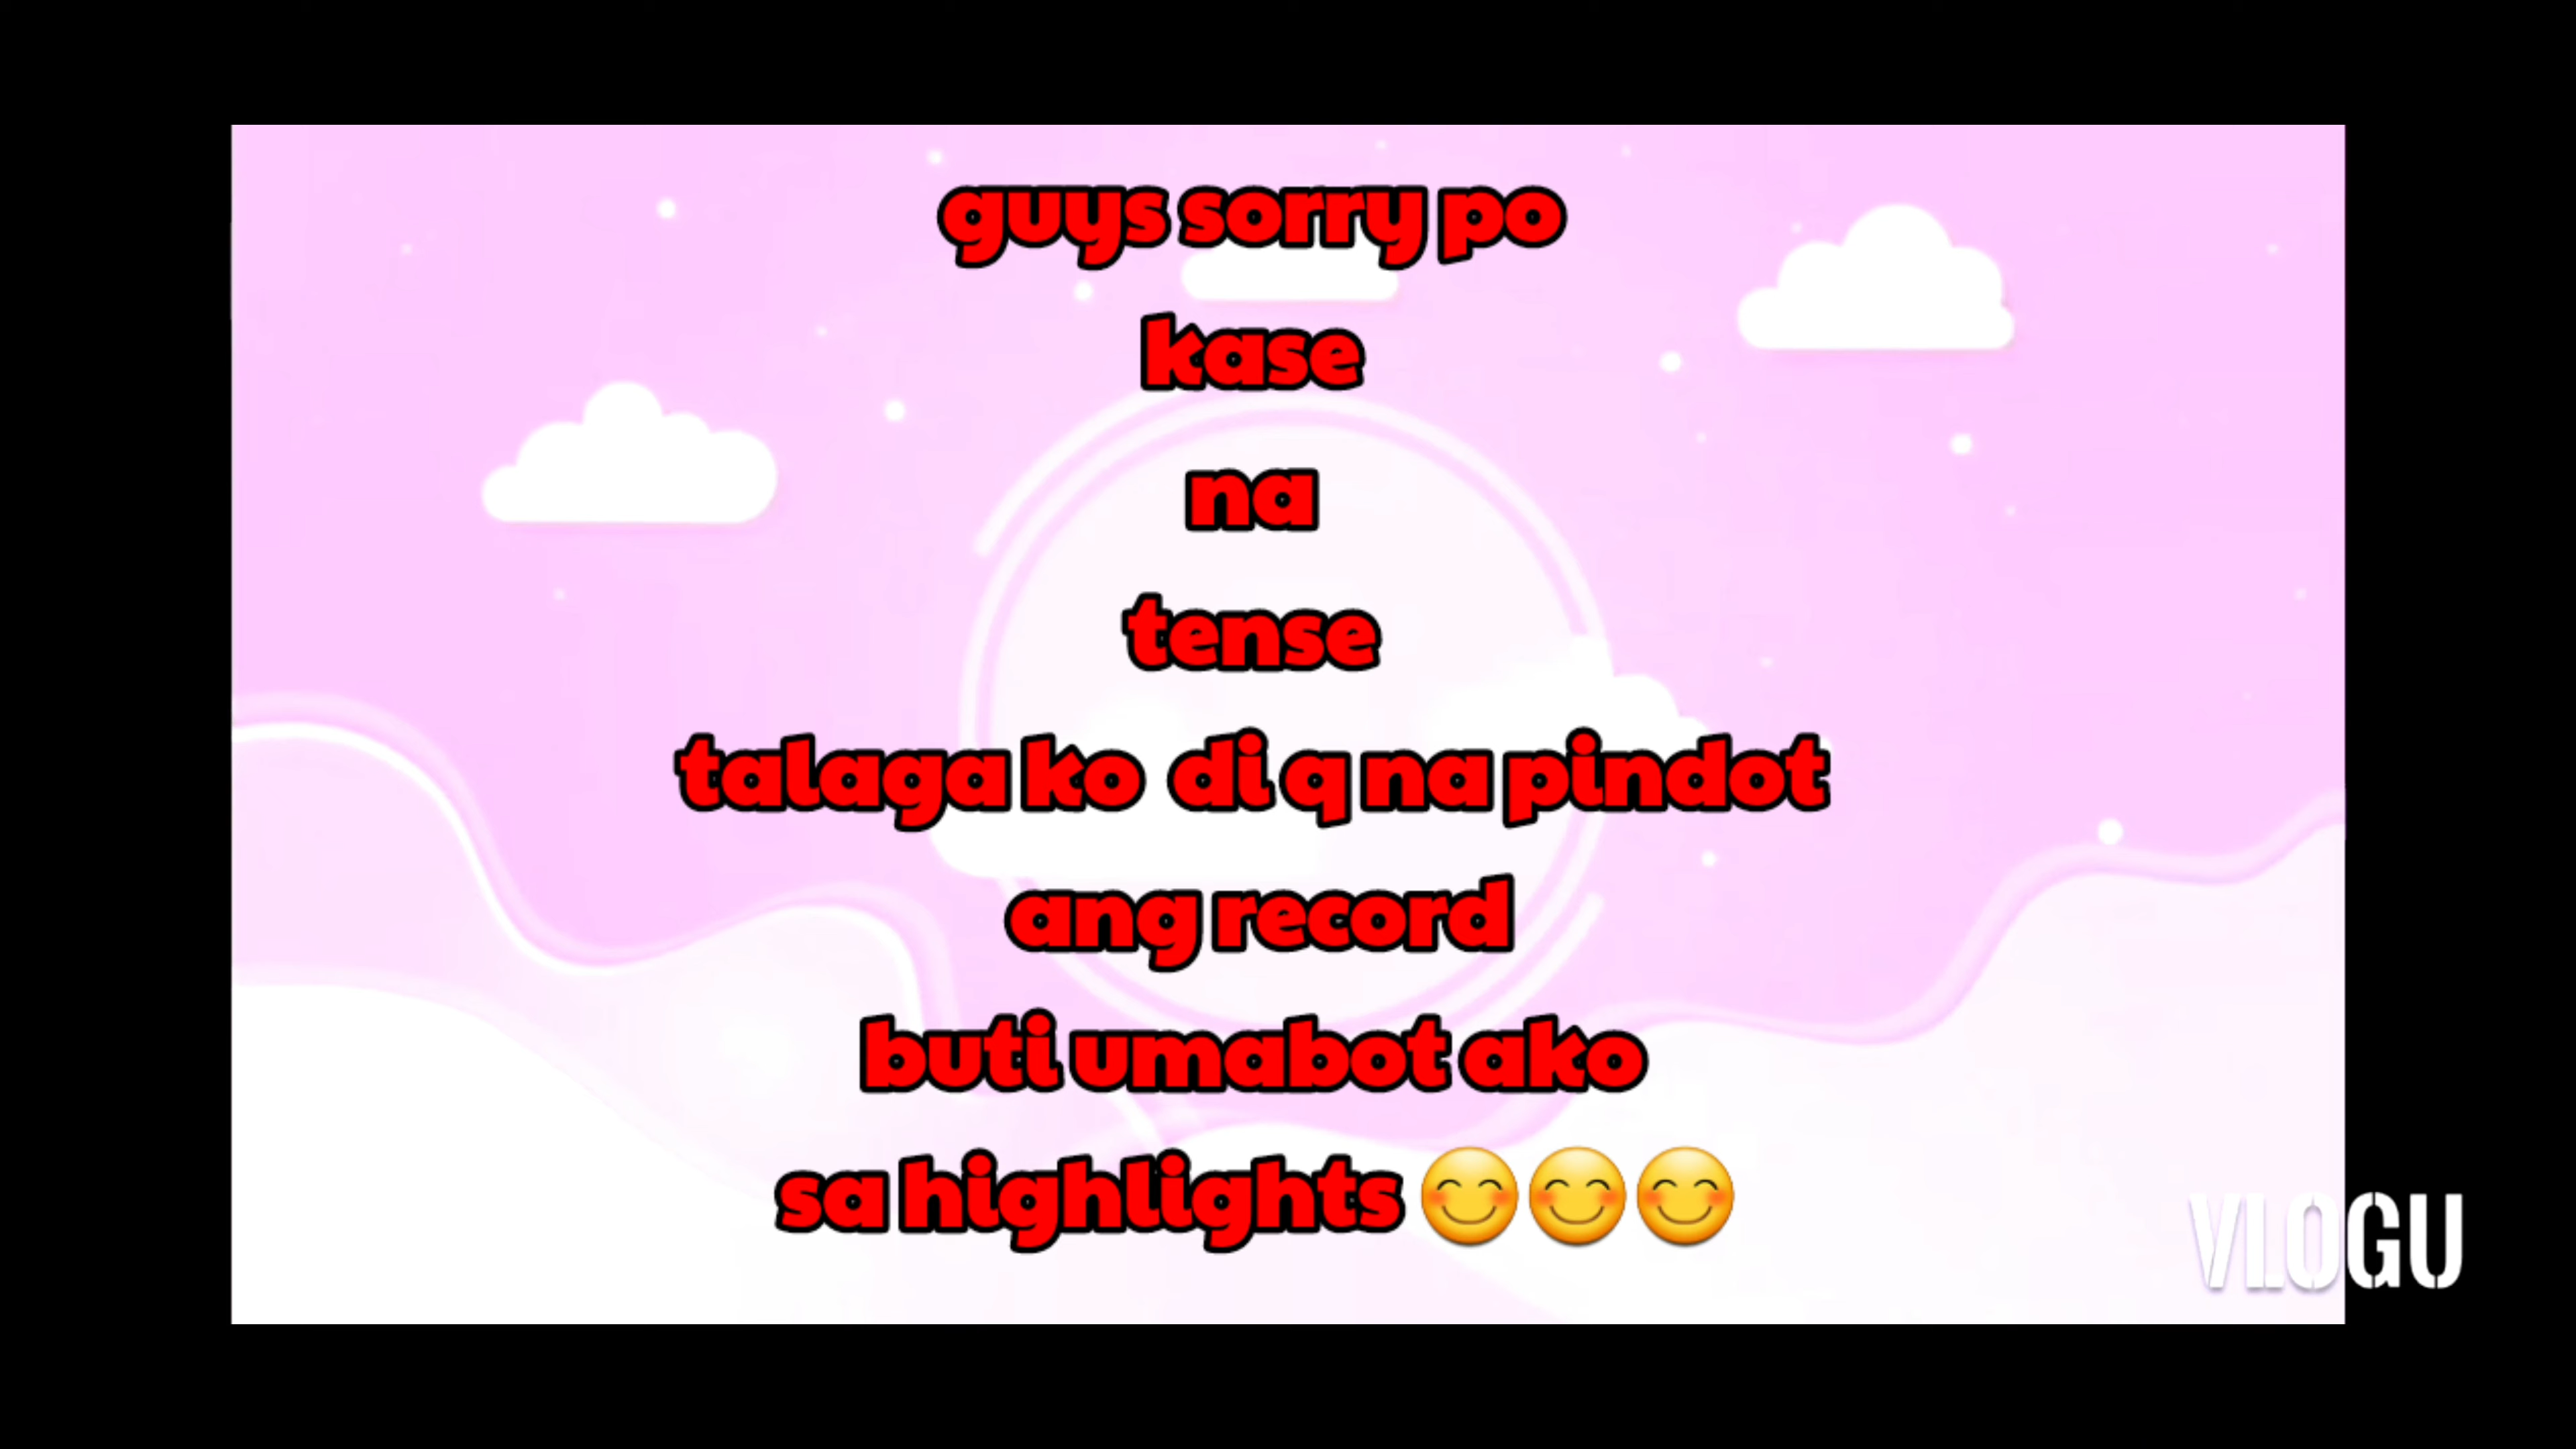 guys sorry po
kase
na
tense
talaga ko di q na pindot
ang record
buti umabot ako
sa highlights 😊😊😊
VLOGU